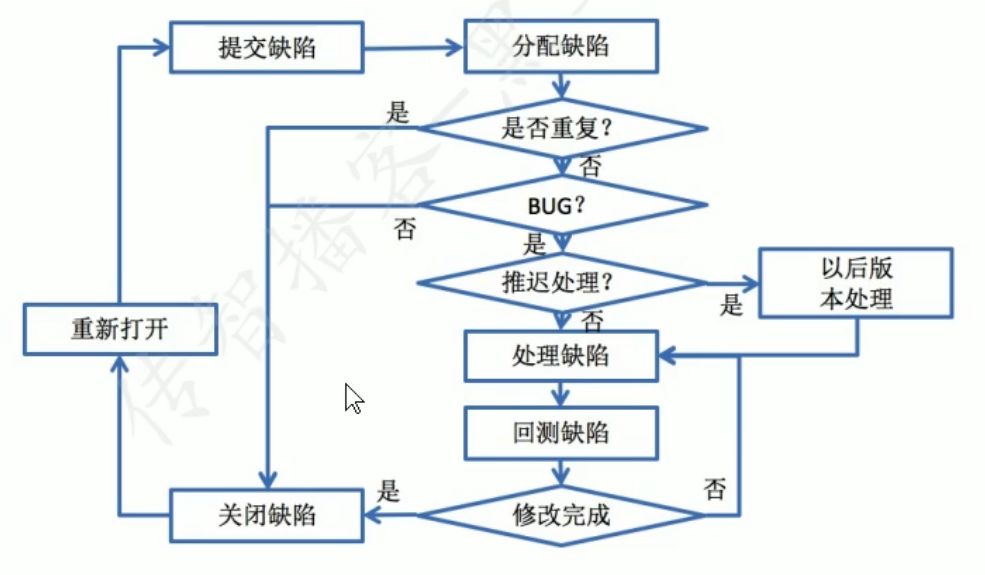 提交缺陷
分配缺陷
是
是否重复？
否
BUG？
否
是
推迟处理？
是
以后版
本处理
否
重新打开
处理缺陷
回测缺陷
关闭缺陷
是
修改完成
否
传智播客—黑